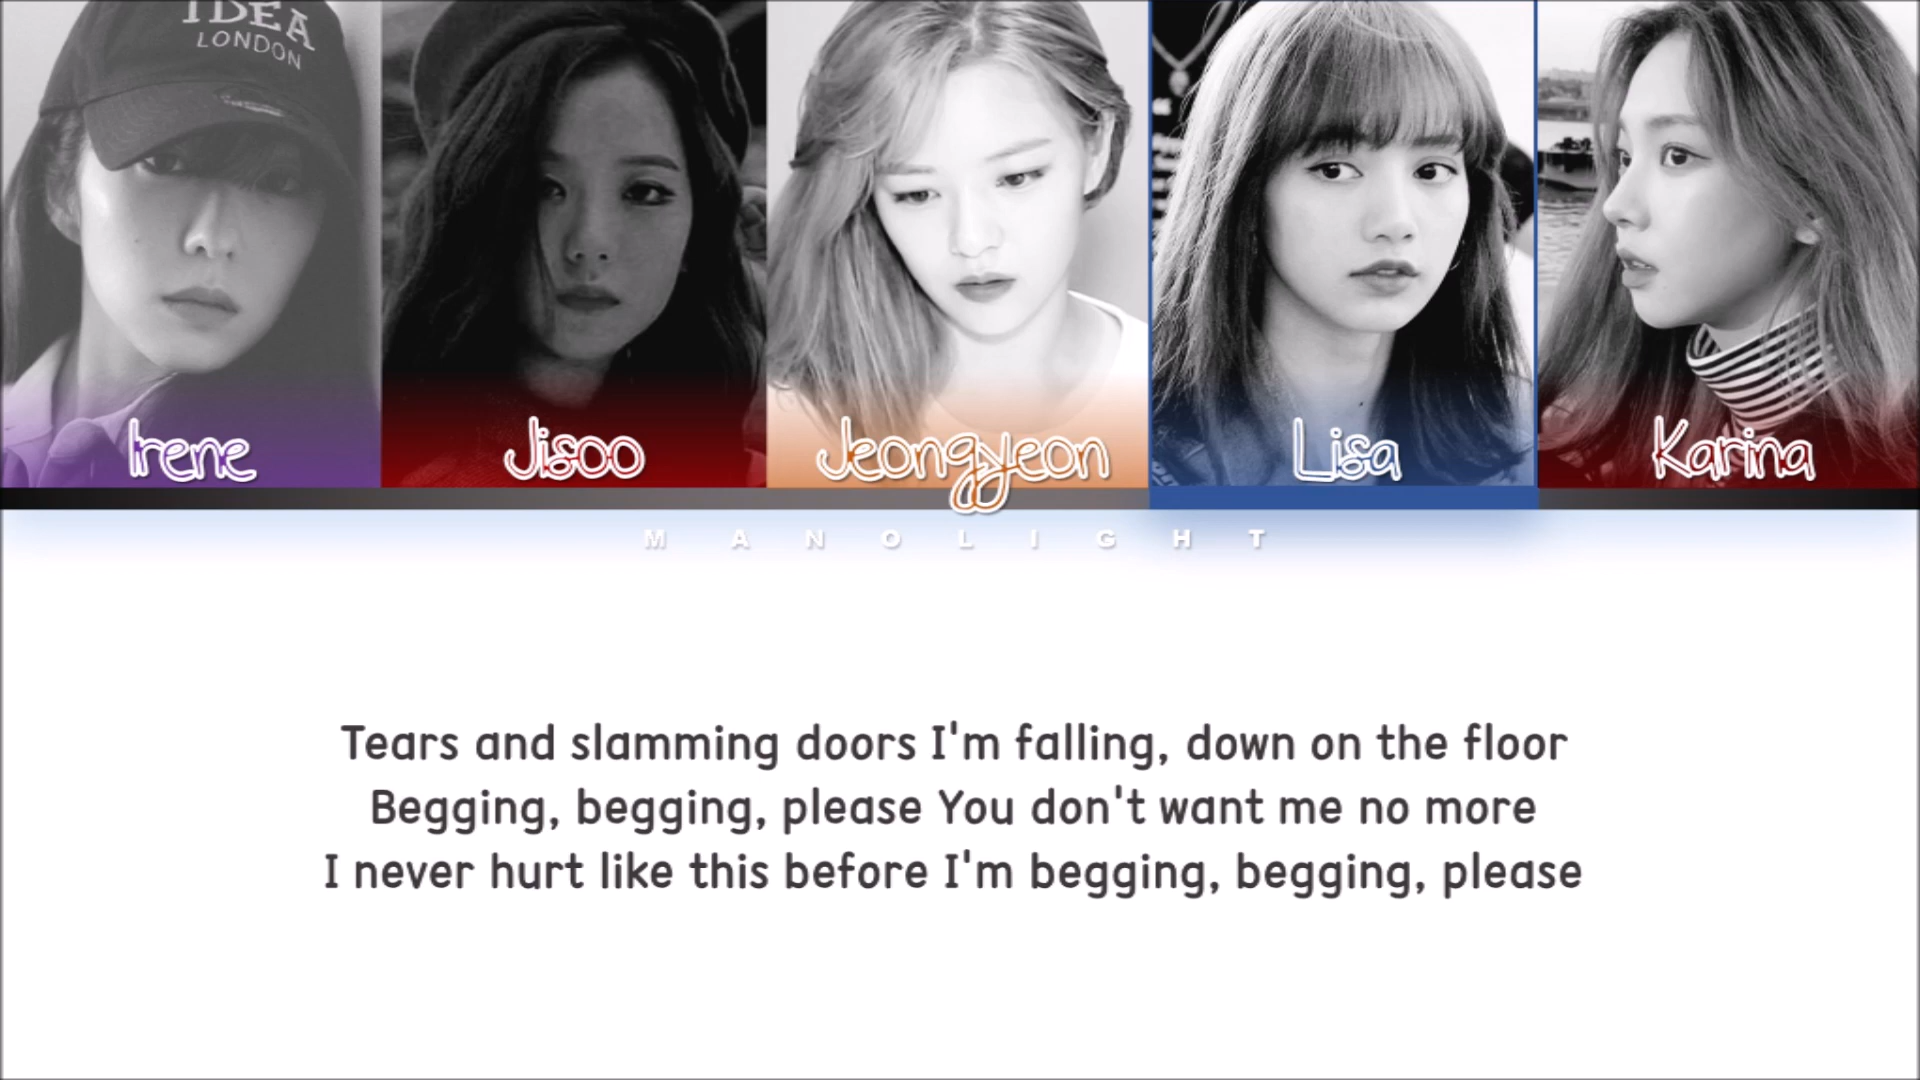 IDEA
LONDON
Irene
Jisoo
Jeongyeon
Lisa
Karina
MANOLIGHT
Tears and slamming doors I'm falling, down on the floor
Begging, begging, please You don't want me no more
I never hurt like this before I'm begging, begging, please